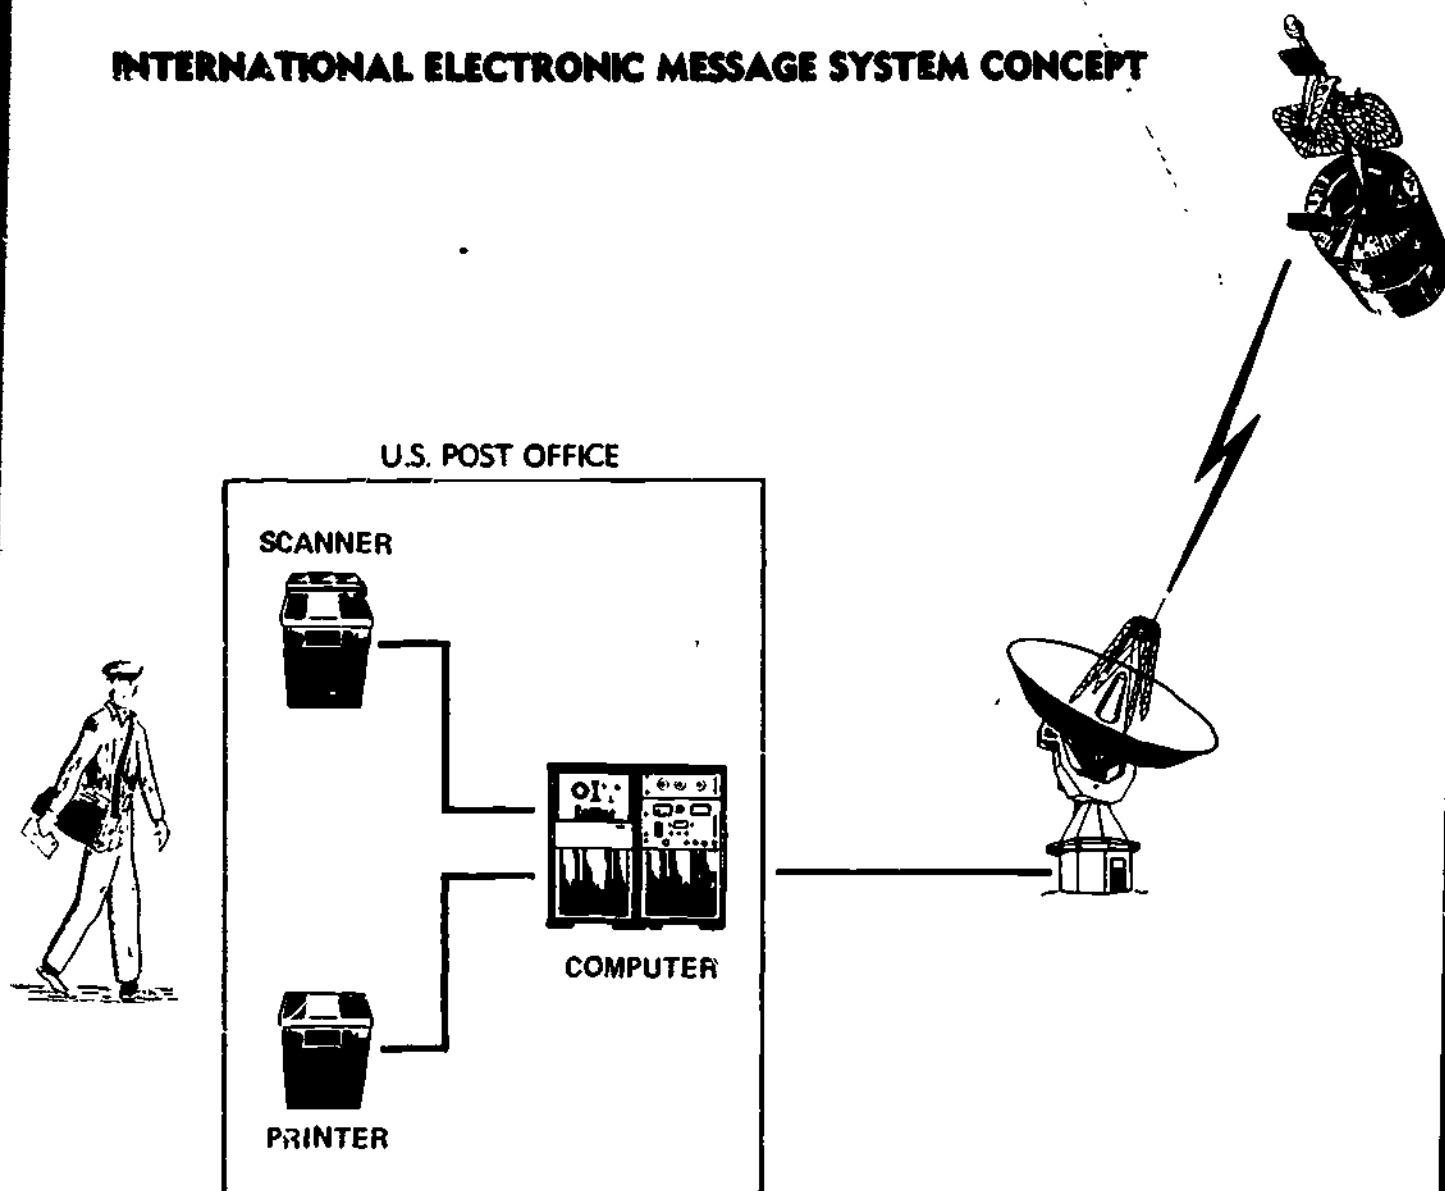 INTERNATIONAL ELECTRONIC MESSAGE SYSTEM CONCEPT
U.S. POST OFFICE
SCANNER
COMPUTER
PRINTER